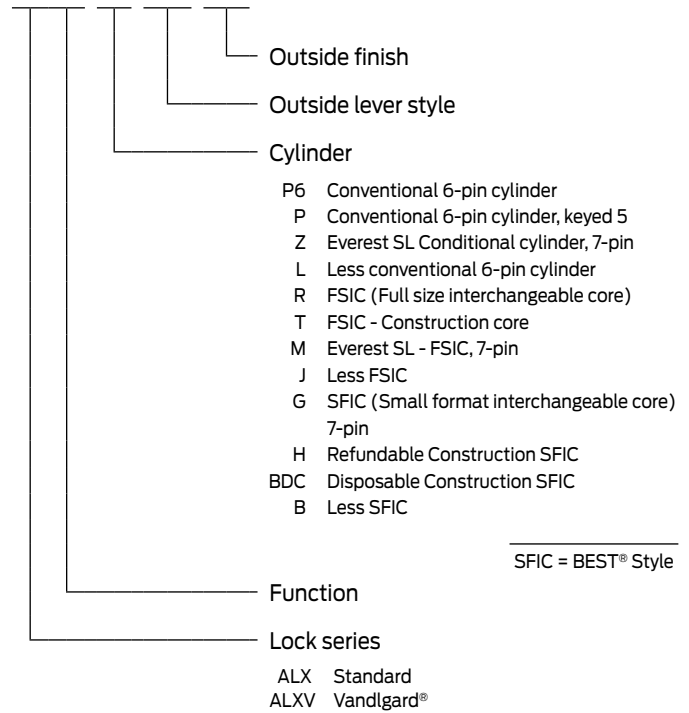 Outside finish
Outside lever style
Cylinder
P6 Conventional 6-pin cylinder
P Conventional 6-pin cylinder, keyed 5
Z Everest SL Conditional cylinder, 7-pin
L Less conventional 6-pin cylinder
R FSIC (Full size interchangeable core)
T FSIC - Construction core
M Everest SL - FSIC, 7-pin
J Less FSIC
G SFIC (Small format interchangeable core)
7-pin
H Refundable Construction SFIC
BDC Disposable Construction SFIC
B Less SFIC
SFIC = BEST® Style
Function
Lock series
ALX Standard
ALXV Vandlgard®